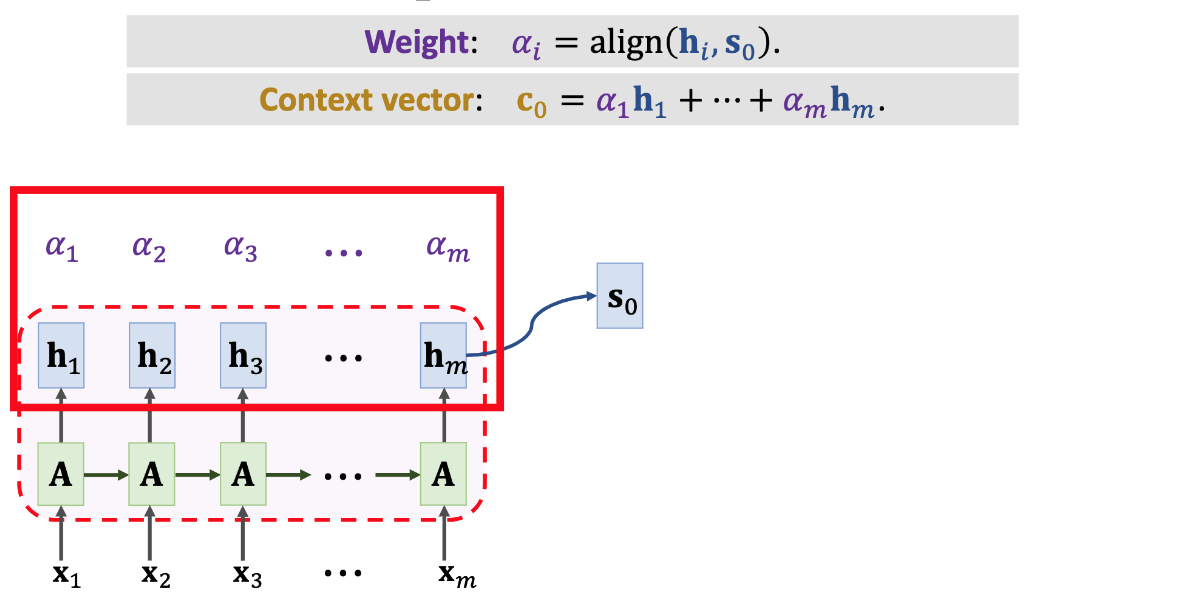 Weight: αᵢ = align(hᵢ, s₀).
Context vector: c₀ = α₁h₁ + ⋯ + αₘhₘ.
α₁ α₂ α₃ … αₘ
s₀
h₁ h₂ h₃ … hₘ
A A A … A
x₁ x₂ x₃ … xₘ